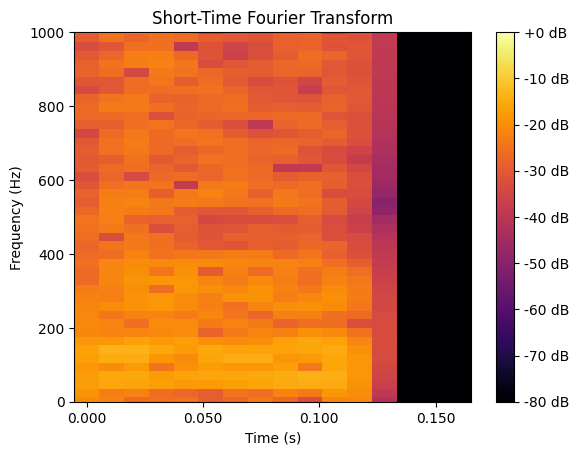 Short-Time Fourier Transform
1000
800
600
400
200
0
Frequency (Hz)
0.000
0.050
0.100
0.150
Time (s)
+0 dB
-10 dB
-20 dB
-30 dB
-40 dB
-50 dB
-60 dB
-70 dB
-80 dB